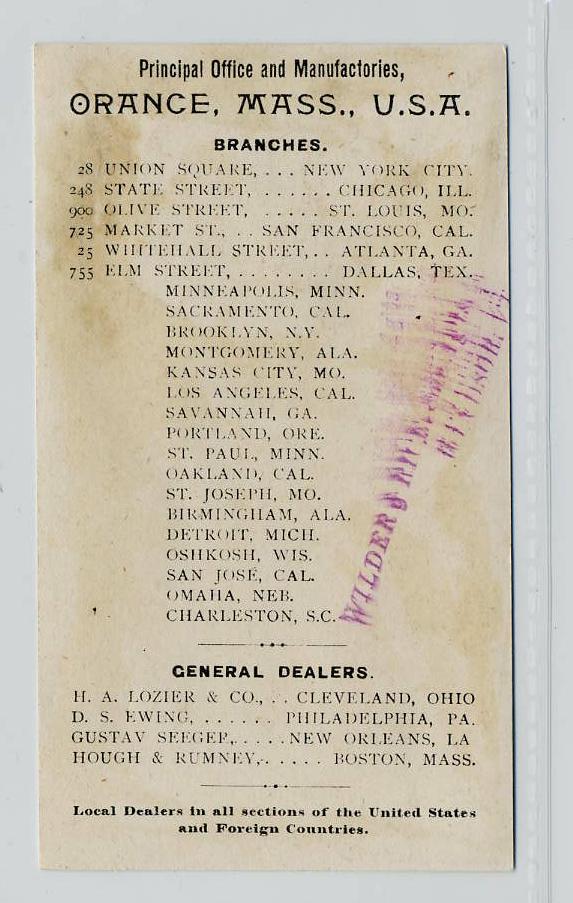 Principal Office and Manufactories,
ORANGE, MASS., U.S.A.
BRANCHES.
28 UNION SQUARE, . . . NEW YORK CITY.
248 STATE STREET, . . . . . . CHICAGO, ILL.
900 OLIVE STREET, . . . . . ST. LOUIS, MO.
725 MARKET ST., . . SAN FRANCISCO, CAL.
25 WHITEHALL STREET, . . ATLANTA, GA.
755 ELM STREET, . . . . . . . . DALLAS, TEX.
MINNEAPOLIS, MINN.
SACRAMENTO, CAL.
BROOKLYN, N.Y.
MONTGOMERY, ALA.
KANSAS CITY, MO.
LOS ANGELES, CAL.
SAVANNAH, GA.
PORTLAND, ORE.
ST. PAUL, MINN.
OAKLAND, CAL.
ST. JOSEPH, MO.
BIRMINGHAM, ALA.
DETROIT, MICH.
OSHKOSH, WIS.
SAN JOSÉ, CAL.
OMAHA, NEB.
CHARLESTON, S.C.
WILDER
GENERAL DEALERS.
H. A. LOZIER & CO., . . CLEVELAND, OHIO
D. S. EWING, . . . . . . PHILADELPHIA, PA.
GUSTAV SEEGER, . . . . . NEW ORLEANS, LA
HOUGH & RUMNEY, . . . . . BOSTON, MASS.
Local Dealers in all sections of the United States
and Foreign Countries.